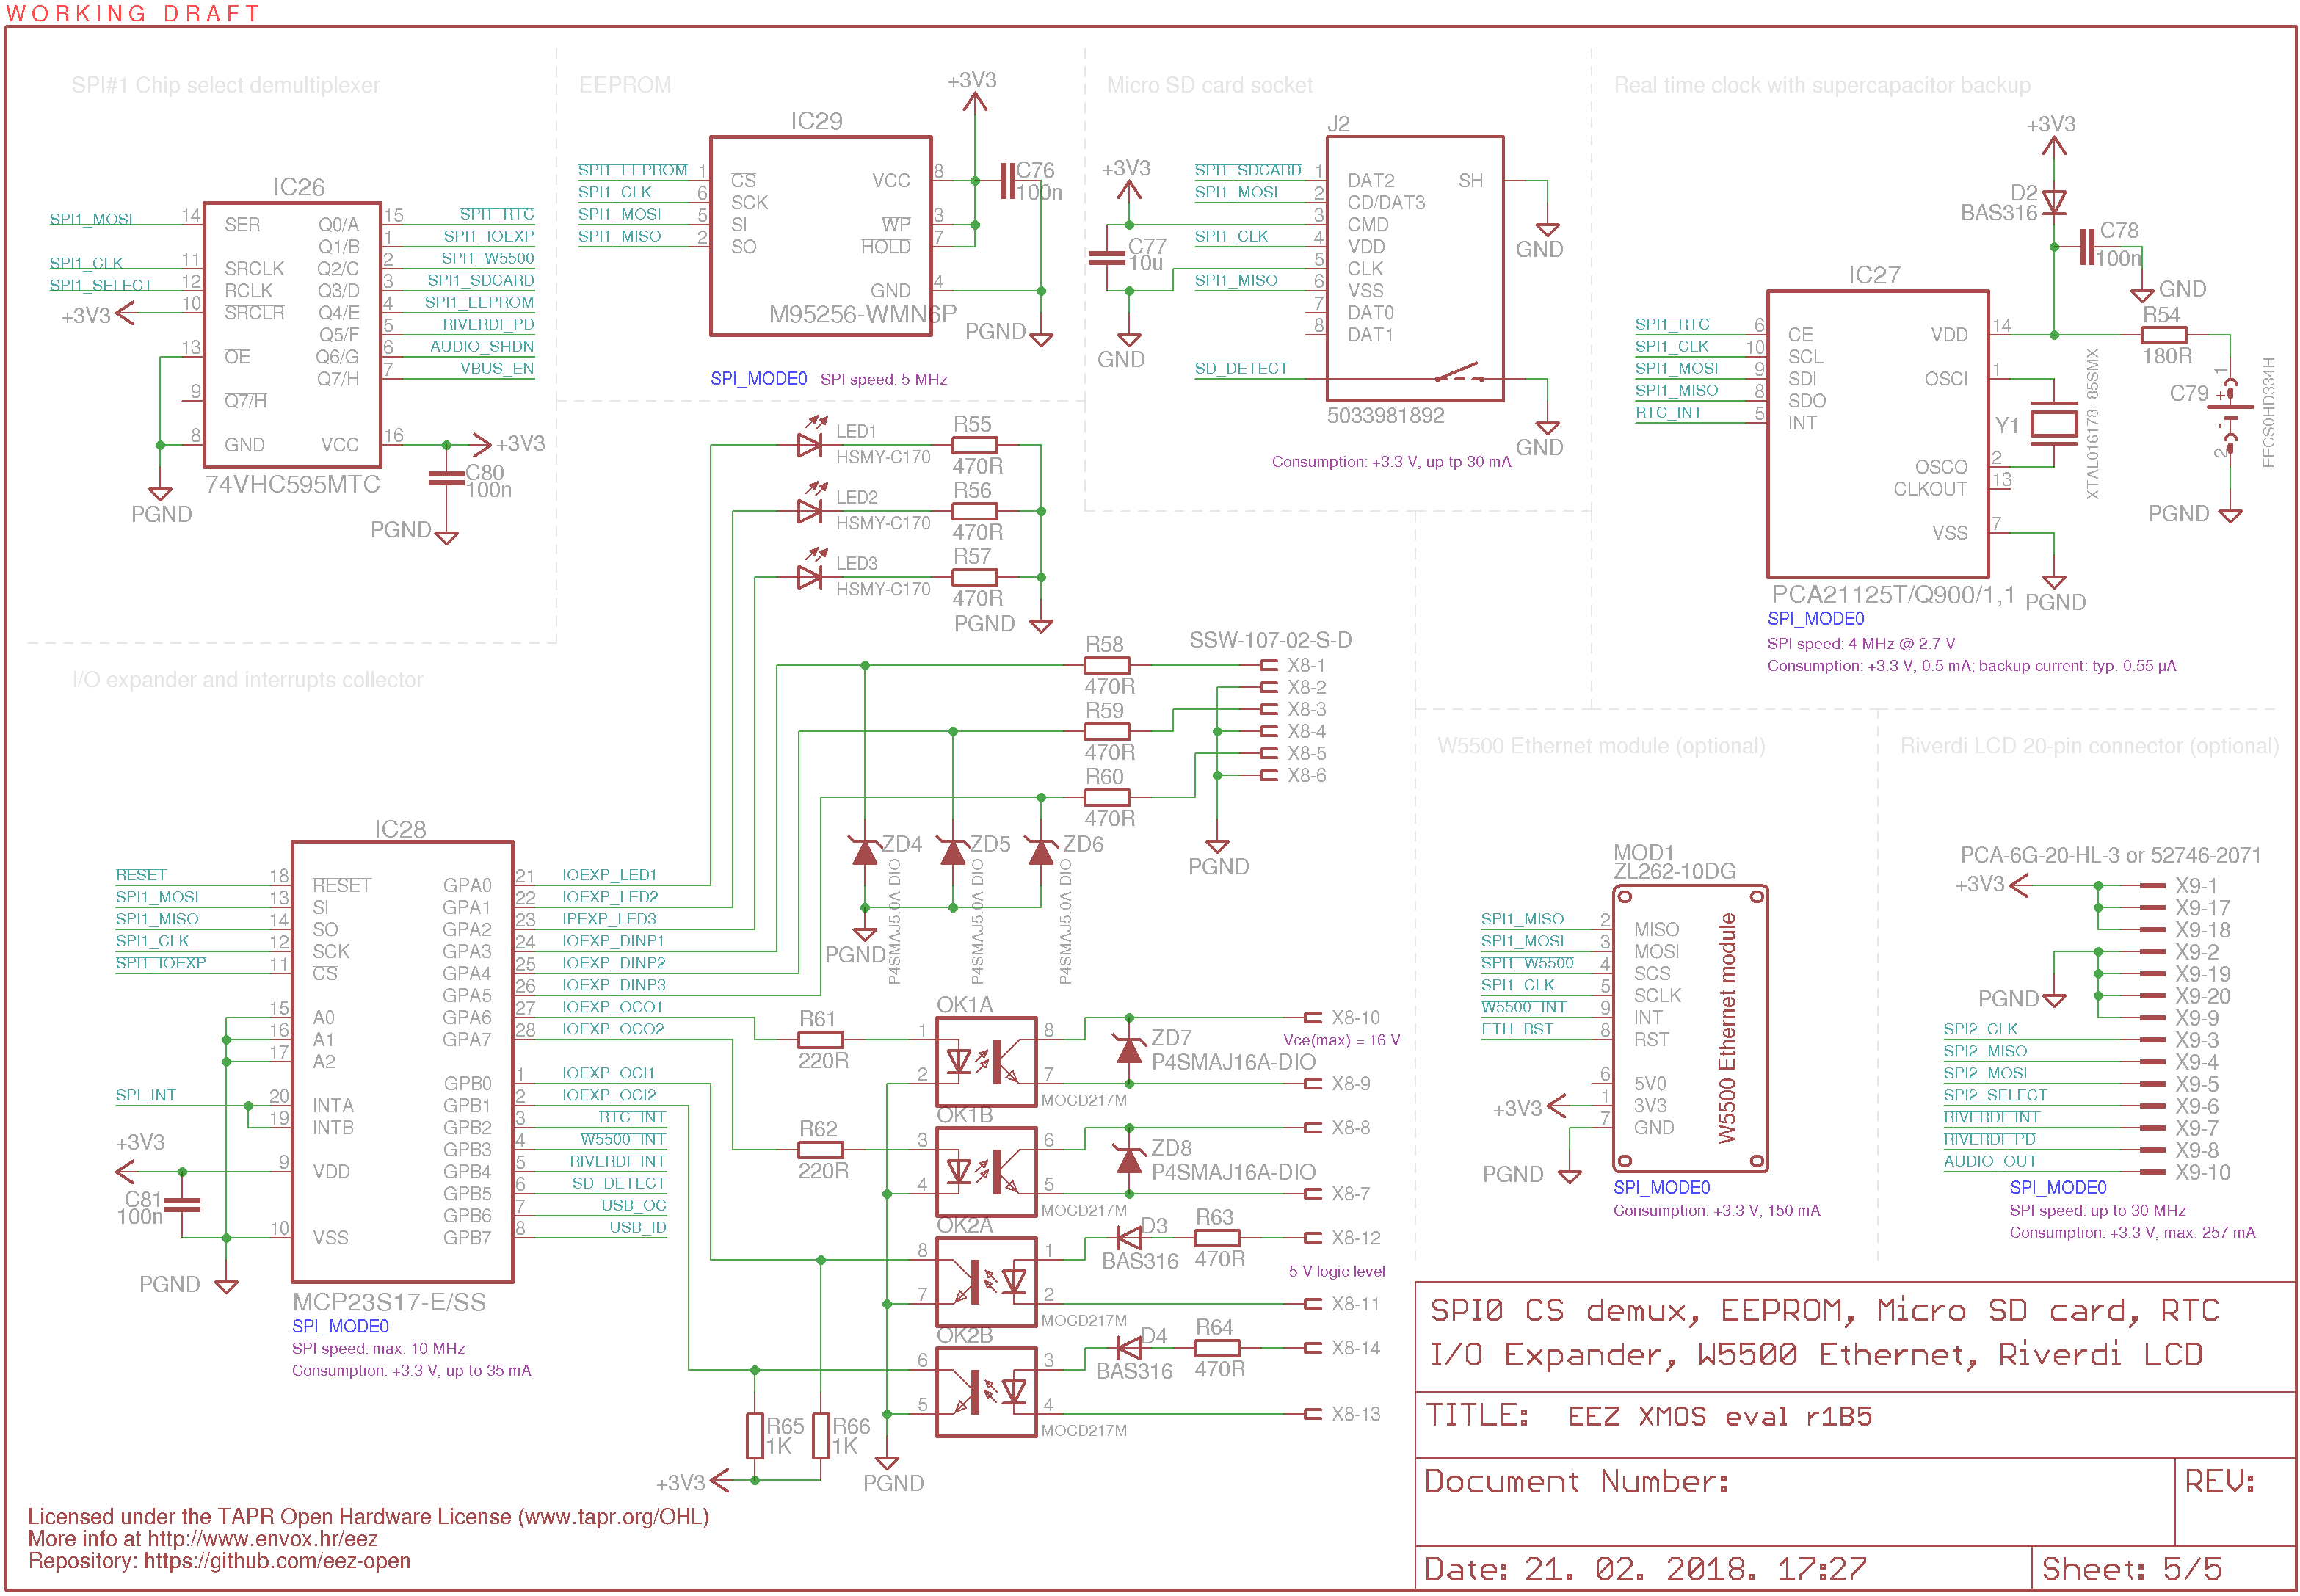 WORKING DRAFT
SPI#1 Chip select demultiplexer
IC26
SPI1_MOSI 14 SER Q0/A 15 SPI1_RTC
Q1/B 1 SPI1_IOEXP
SPI1_CLK 11 SRCLK Q2/C 2 SPI1_W5500
SPI1_SELECT 12 RCLK Q3/D 3 SPI1_SDCARD
+3V3 10 SRCLR Q4/E 4 SPI1_EEPROM
Q5/F 5 RIVERDI_PD
13 OE Q6/G 6 AUDIO_SHDN
Q7/H 7 VBUS_EN
9 Q7/H
8 GND VCC 16 +3V3
74VHC595MTC
C80
100n
PGND
PGND
EEPROM
+3V3
IC29
SPI1_EEPROM 1 CS VCC 8
SPI1_CLK 6 SCK
SPI1_MOSI 5 SI WP 3
SPI1_MISO 2 SO HOLD 7
GND 4
C76
100n
M95256-WMN6P
PGND
SPI_MODE0 SPI speed: 5 MHz
Micro SD card socket
J2
+3V3
SPI1_SDCARD 1 DAT2 SH
SPI1_MOSI 2 CD/DAT3
3 CMD
SPI1_CLK 4 VDD
5 CLK
SPI1_MISO 6 VSS
7 DAT0
8 DAT1
C77
10u
GND
GND
SD_DETECT
5033981892
GND
Consumption: +3.3 V, up tp 30 mA
Real time clock with supercapacitor backup
+3V3
D2
BAS316
C78
100n
GND
IC27
R54
180R
SPI1_RTC 6 CE VDD 14
SPI1_CLK 10 SCL
SPI1_MOSI 9 SDI OSCI 1
SPI1_MISO 8 SDO
RTC_INT 5 INT
OSCO 2
CLKOUT 13
VSS 7
Y1
XTAL016178- 85SMX
C79
1
+
-
2
EECS0HD334H
PGND
PCA21125T/Q900/1,1
PGND
SPI_MODE0
SPI speed: 4 MHz @ 2.7 V
Consumption: +3.3 V, 0.5 mA; backup current: typ. 0.55 µA
LED1
HSMY-C170
R55
470R
LED2
HSMY-C170
R56
470R
LED3
HSMY-C170
R57
470R
PGND
I/O expander and interrupts collector
SSW-107-02-S-D
R58
470R
R59
470R
R60
470R
X8-1
X8-2
X8-3
X8-4
X8-5
X8-6
PGND
ZD4
P4SMAJ5.0A-DIO
ZD5
P4SMAJ5.0A-DIO
ZD6
P4SMAJ5.0A-DIO
PGND
IC28
RESET 18 RESET GPA0 21 IOEXP_LED1
SPI1_MOSI 13 SI GPA1 22 IOEXP_LED2
SPI1_MISO 14 SO GPA2 23 IPEXP_LED3
SPI1_CLK 12 SCK GPA3 24 IOEXP_DINP1
SPI1_IOEXP 11 CS GPA4 25 IOEXP_DINP2
GPA5 26 IOEXP_DINP3
15 A0 GPA6 27 IOEXP_OCO1
16 A1 GPA7 28 IOEXP_OCO2
17 A2
GPB0 1 IOEXP_OCI1
SPI_INT 20 INTA GPB1 2 IOEXP_OCI2
19 INTB GPB2 3 RTC_INT
GPB3 4 W5500_INT
+3V3 9 VDD GPB4 5 RIVERDI_INT
GPB5 6 SD_DETECT
GPB6 7 USB_OC
10 VSS GPB7 8 USB_ID
C81
100n
PGND
MCP23S17-E/SS
SPI_MODE0
SPI speed: max. 10 MHz
Consumption: +3.3 V, up to 35 mA
OK1A
R61
220R
1 8
2 7
MOCD217M
ZD7
P4SMAJ16A-DIO
X8-10
Vce(max) = 16 V
X8-9
OK1B
R62
220R
3 6
4 5
MOCD217M
ZD8
P4SMAJ16A-DIO
X8-8
X8-7
OK2A
8 1
7 2
MOCD217M
D3
BAS316
R63
470R
X8-12
5 V logic level
X8-11
OK2B
6 3
5 4
MOCD217M
D4
BAS316
R64
470R
X8-14
X8-13
R65
1K
R66
1K
+3V3
PGND
W5500 Ethernet module (optional)
MOD1
ZL262-10DG
SPI1_MISO 2 MISO
SPI1_MOSI 3 MOSI
SPI1_W5500 4 SCS
SPI1_CLK 5 SCLK
W5500_INT 9 INT
ETH_RST 8 RST
6 5V0
+3V3 1 3V3
7 GND
W5500 Ethernet module
PGND
SPI_MODE0
Consumption: +3.3 V, 150 mA
Riverdi LCD 20-pin connector (optional)
PCA-6G-20-HL-3 or 52746-2071
+3V3 X9-1
X9-17
X9-18
X9-2
X9-19
PGND X9-20
X9-9
SPI2_CLK X9-3
SPI2_MISO X9-4
SPI2_MOSI X9-5
SPI2_SELECT X9-6
RIVERDI_INT X9-7
RIVERDI_PD X9-8
AUDIO_OUT X9-10
SPI_MODE0
SPI speed: up to 30 MHz
Consumption: +3.3 V, max. 257 mA
SPI0 CS demux, EEPROM, Micro SD card, RTC
I/O Expander, W5500 Ethernet, Riverdi LCD
TITLE: EEZ XMOS eval r1B5
Document Number:
REV:
Date: 21. 02. 2018. 17:27
Sheet: 5/5
Licensed under the TAPR Open Hardware License (www.tapr.org/OHL)
More info at http://www.envox.hr/eez
Repository: https://github.com/eez-open